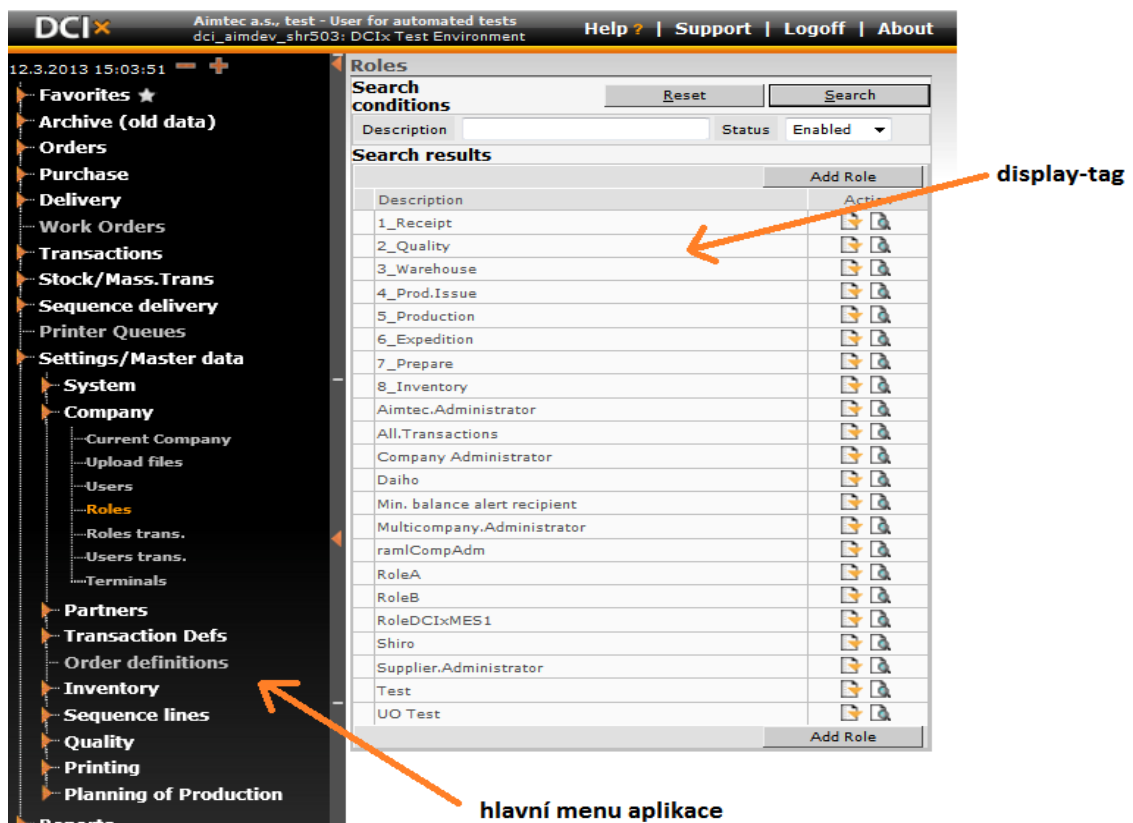 DCIx
Aimtec a.s., test - User for automated tests
dci_aimdev_shr503: DCIx Test Environment
Help ? | Support | Logoff | About
12.3.2013 15:03:51
Favorites
Archive (old data)
Orders
Purchase
Delivery
Work Orders
Transactions
Stock/Mass.Trans
Sequence delivery
Printer Queues
Settings/Master data
System
Company
Current Company
Upload files
Users
Roles
Roles trans.
Users trans.
Terminals
Partners
Transaction Defs
Order definitions
Inventory
Sequence lines
Quality
Printing
Planning of Production
Reports
Roles
Search conditions
Reset
Search
Description
Status
Enabled
Search results
Add Role
Description Action
1_Receipt
2_Quality
3_Warehouse
4_Prod.Issue
5_Production
6_Expedition
7_Prepare
8_Inventory
Aimtec.Administrator
All.Transactions
Company Administrator
Daiho
Min. balance alert recipient
Multicompany.Administrator
ramlCompAdm
RoleA
RoleB
RoleDCIxMES1
Shiro
Supplier.Administrator
Test
UO Test
Add Role
display-tag
hlavní menu aplikace